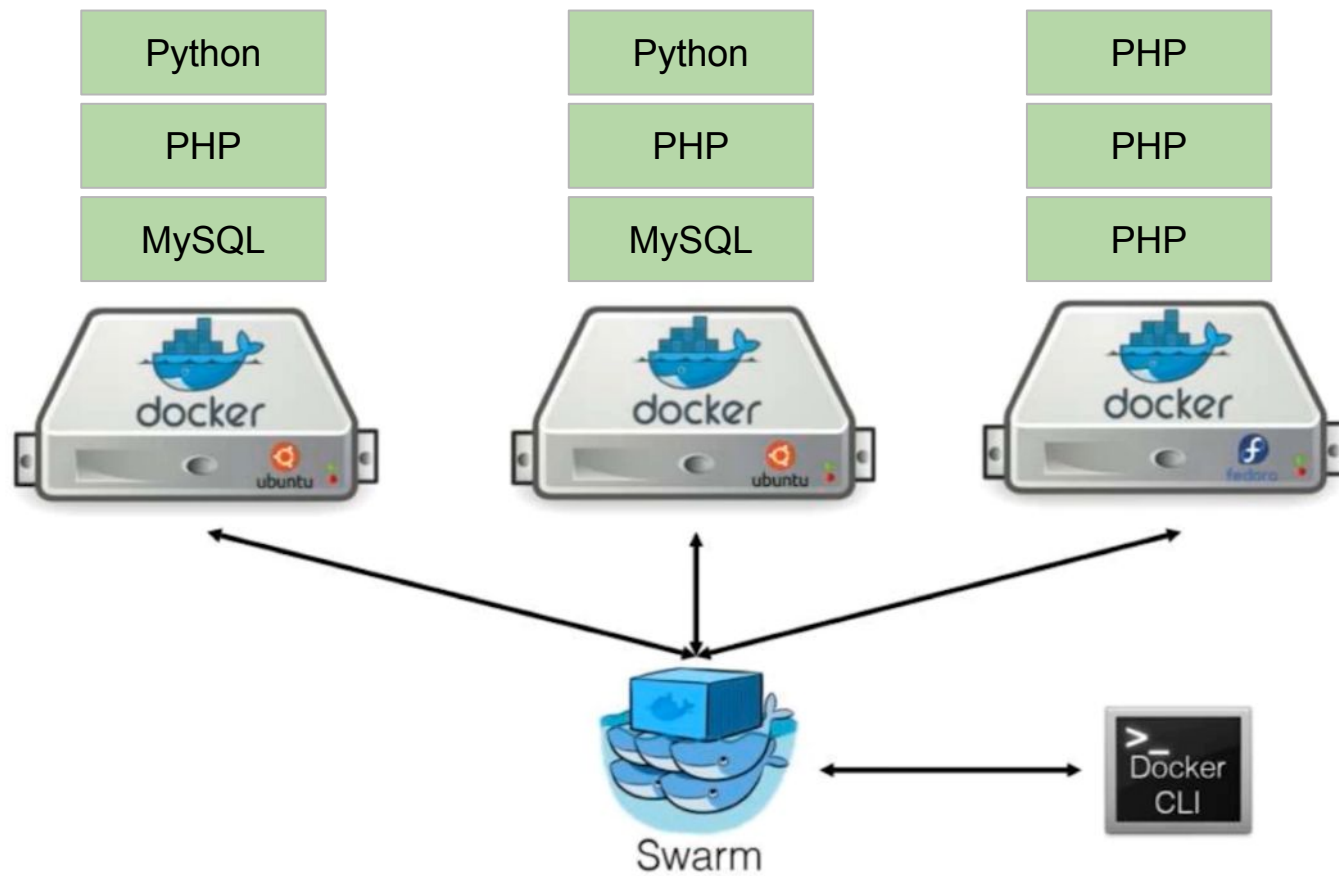 Python
Python
PHP
PHP
PHP
PHP
MySQL
MySQL
PHP
docker
docker
docker
ubuntu
ubuntu
fedora
>_
Docker
CLI
Swarm